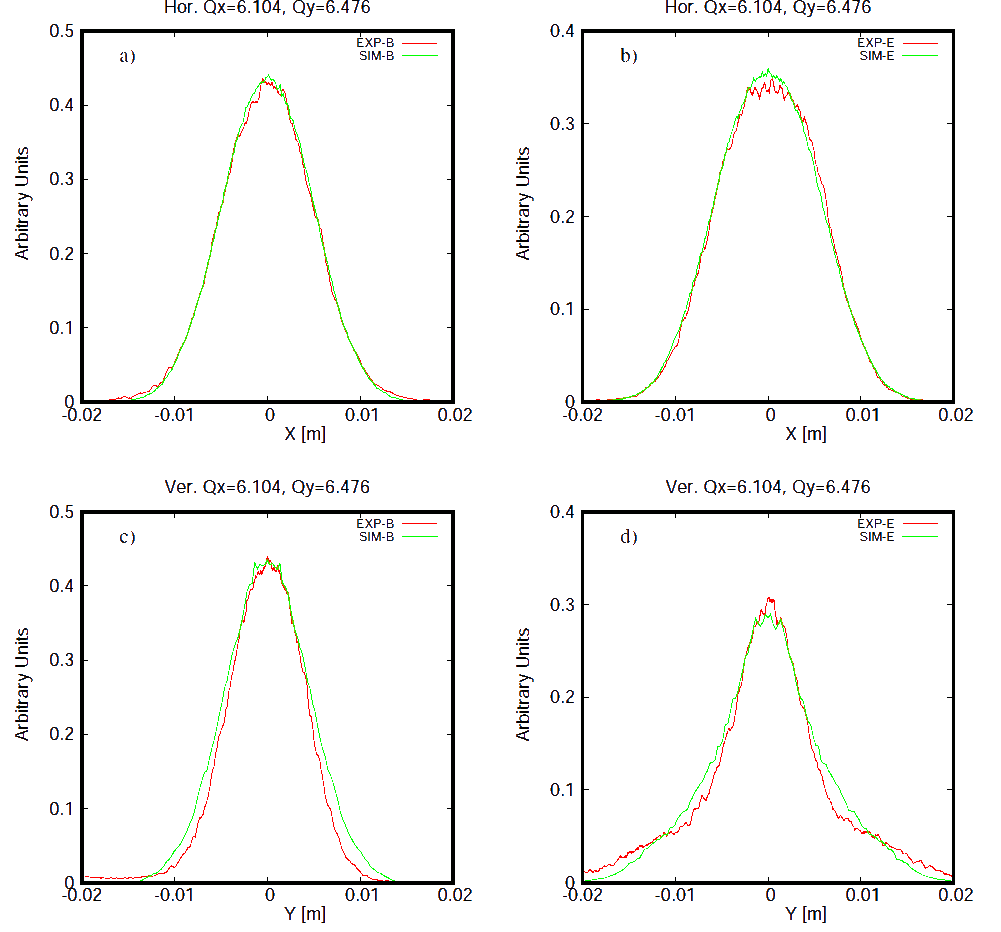 Hor. Qx=6.104, Qy=6.476
a)
EXP-B
SIM-B
0.5
0.4
0.3
0.2
0.1
0
Arbitrary Units
-0.02
-0.01
0
0.01
0.02
X [m]
Hor. Qx=6.104, Qy=6.476
b)
EXP-E
SIM-E
0.4
0.3
0.2
0.1
0
Arbitrary Units
-0.02
-0.01
0
0.01
0.02
X [m]
Ver. Qx=6.104, Qy=6.476
c)
EXP-B
SIM-B
0.5
0.4
0.3
0.2
0.1
0
Arbitrary Units
-0.02
-0.01
0
0.01
0.02
Y [m]
Ver. Qx=6.104, Qy=6.476
d)
EXP-E
SIM-E
0.4
0.3
0.2
0.1
0
Arbitrary Units
-0.02
-0.01
0
0.01
0.02
Y [m]